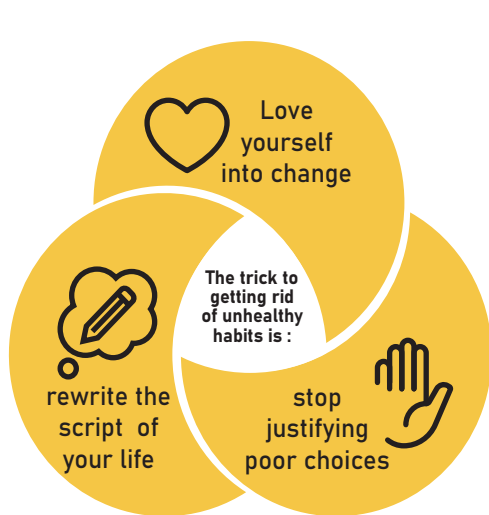 Love
yourself
into change
The trick to
getting rid
of unhealthy
habits is :
rewrite the
script of
your life
stop
justifying
poor choices